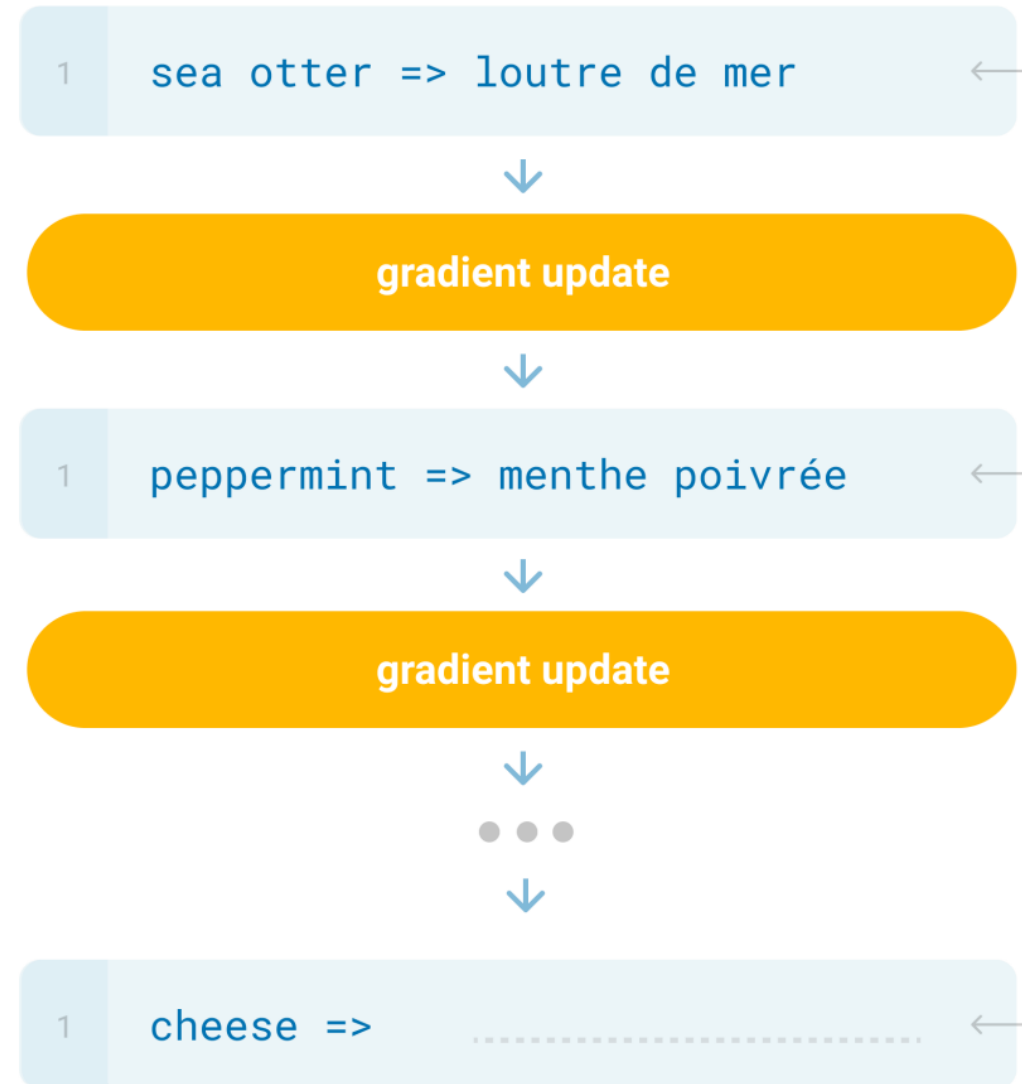 1 sea otter => loutre de mer
gradient update
1 peppermint => menthe poivrée
gradient update
1 cheese =>